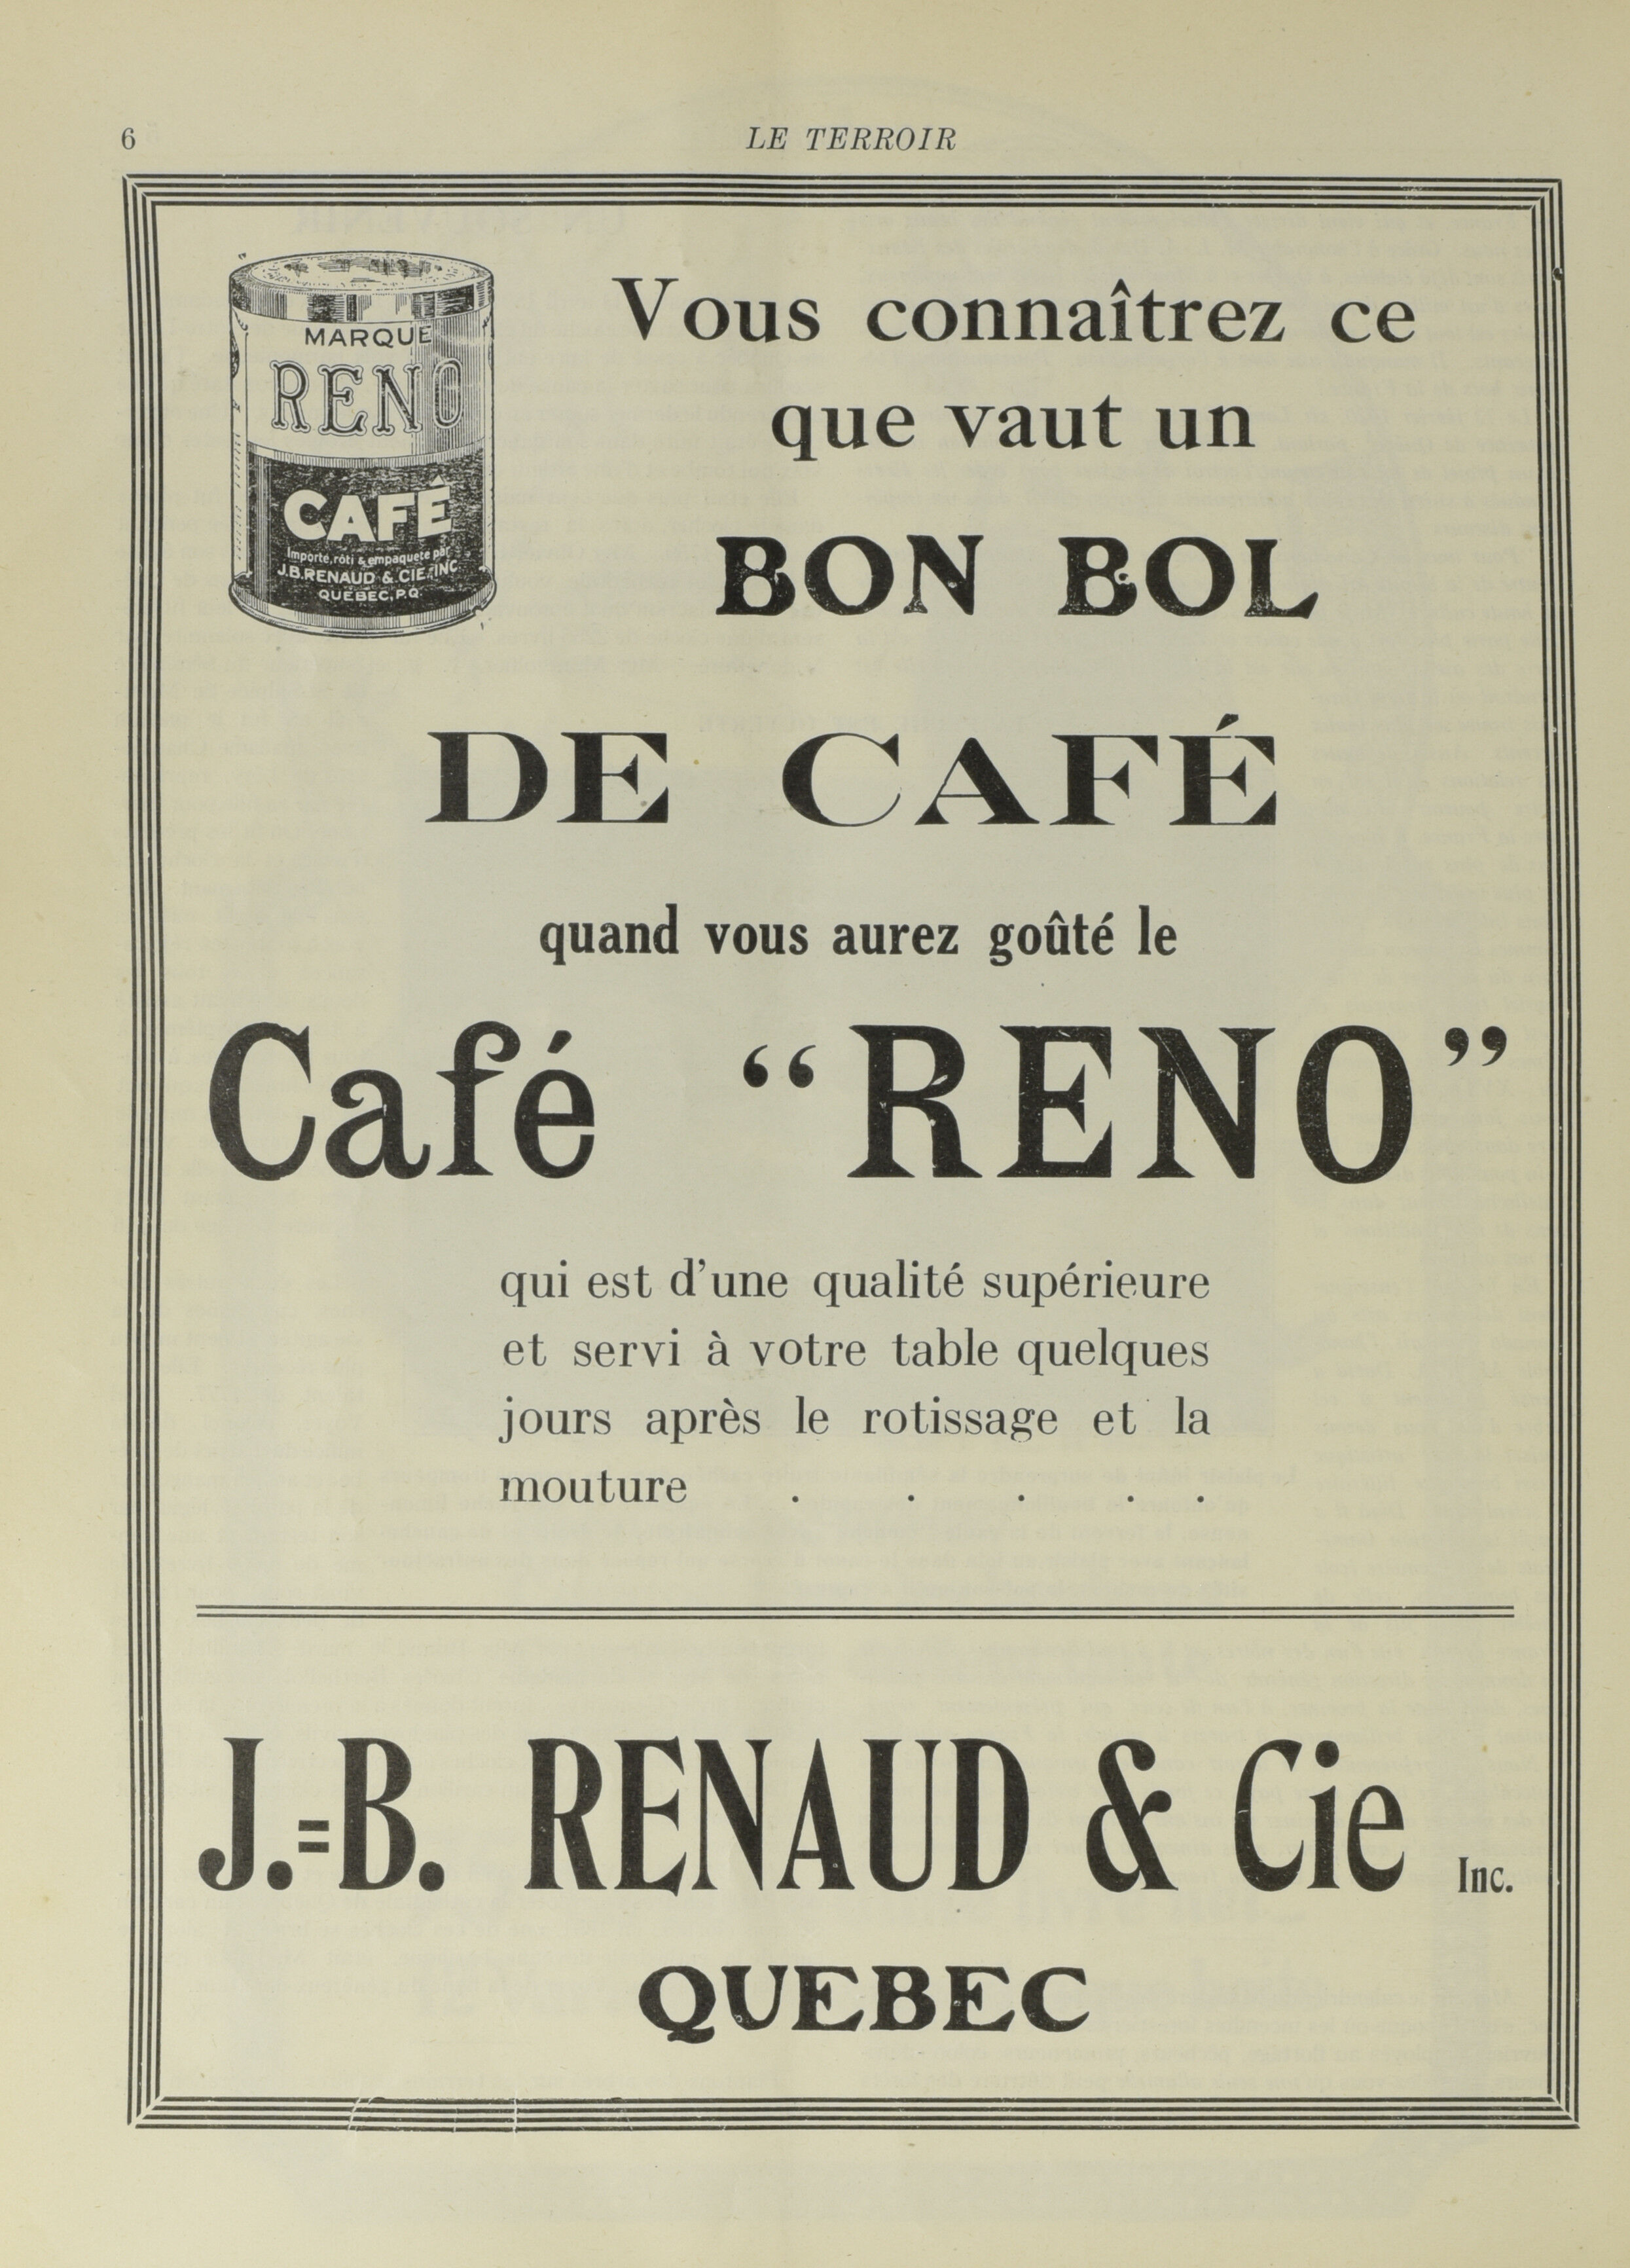 6
LE TERROIR
MARQUE
RENO
CAFÉ
Importé, rôti & empaqueté par
J.B. RENAUD & CIE. INC
QUEBEC, P.Q.
Vous connaîtrez ce
que vaut un
BON BOL
DE CAFÉ
quand vous aurez goûté le
Café “RENO”
qui est d'une qualité supérieure
et servi à votre table quelques
jours après le rotissage et la
mouture . . . . .
J.=B. RENAUD & Cie Inc.
QUEBEC